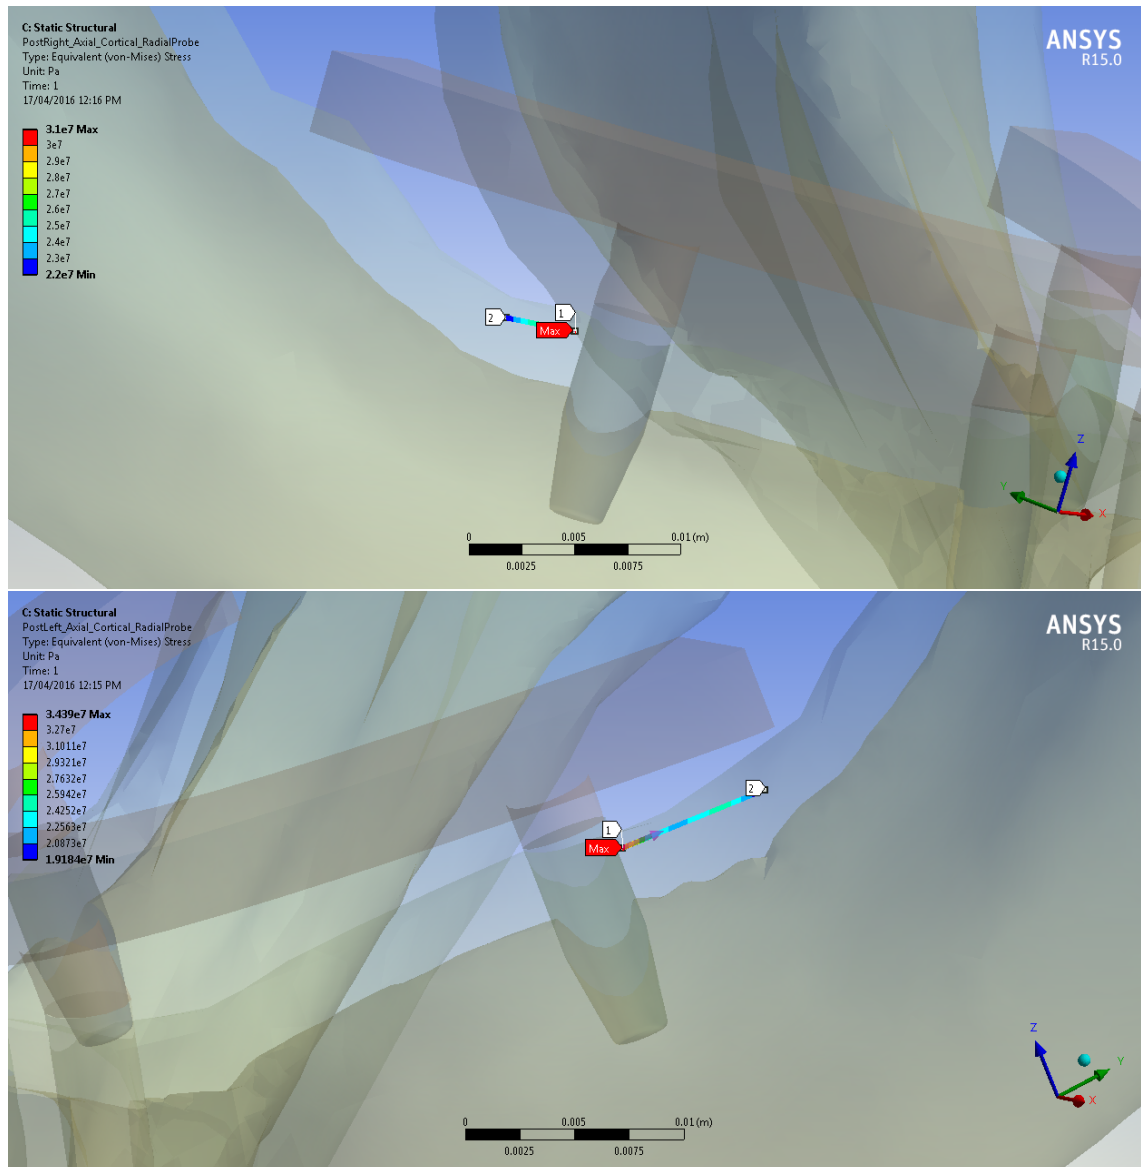 C: Static Structural
PostRight_Axial_Cortical_RadialProbe
Type: Equivalent (von-Mises) Stress
Unit: Pa
Time: 1
17/04/2016 12:16 PM
ANSYS
R15.0
3.1e7 Max
3e7
2.9e7
2.8e7
2.7e7
2.6e7
2.5e7
2.4e7
2.3e7
2.2e7 Min
2
1
Max
Z
Y
X
0 0.005 0.01 (m)
0.0025 0.0075
C: Static Structural
PostLeft_Axial_Cortical_RadialProbe
Type: Equivalent (von-Mises) Stress
Unit: Pa
Time: 1
17/04/2016 12:15 PM
ANSYS
R15.0
3.439e7 Max
3.27e7
3.1011e7
2.9321e7
2.7632e7
2.5942e7
2.4252e7
2.2563e7
2.0873e7
1.9184e7 Min
2
1
Max
Z
Y
X
0 0.005 0.01 (m)
0.0025 0.0075